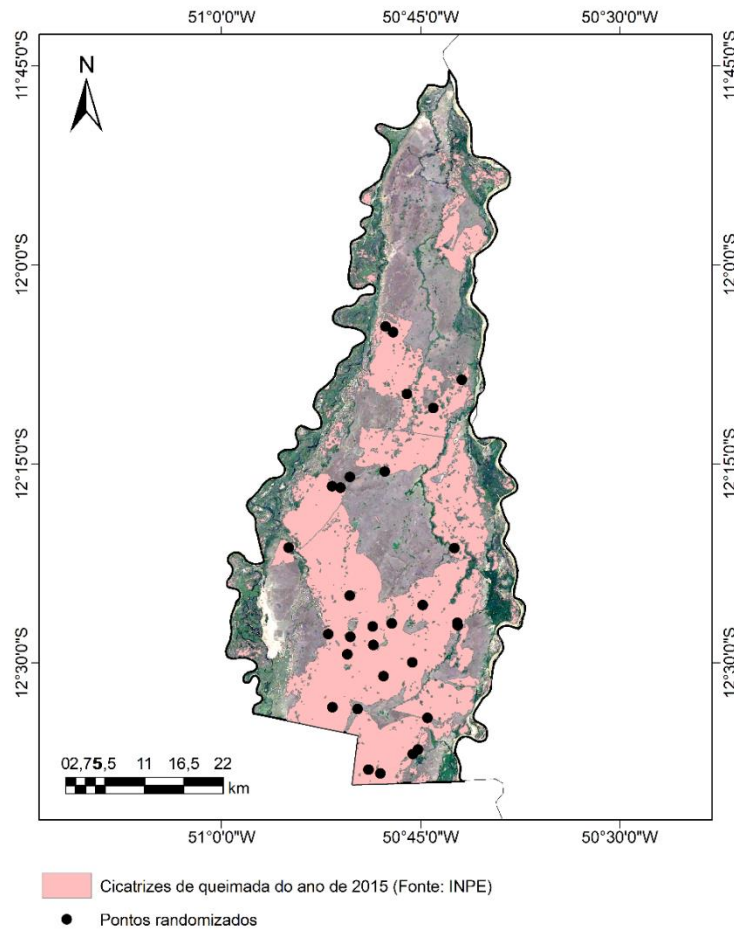 51°0'0"W 50°45'0"W 50°30'0"W
11°45'0"S 11°45'0"S
N
12°0'0"S 12°0'0"S
12°15'0"S 12°15'0"S
12°30'0"S 12°30'0"S
0 2,75 5,5 11 16,5 22
km
51°0'0"W 50°45'0"W 50°30'0"W
Cicatrizes de queimada do ano de 2015 (Fonte: INPE)
Pontos randomizados